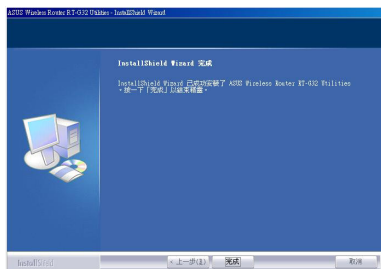 ASUS Wireless Router RT-G32 Utilities - InstallShield Wizard
InstallShield Wizard 完成
InstallShield Wizard 已成功安裝了 ASUS Wireless Router RT-G32 Utilities
。按一下「完成」以結束精靈。
InstallShield
< 上一步(B)
完成
取消